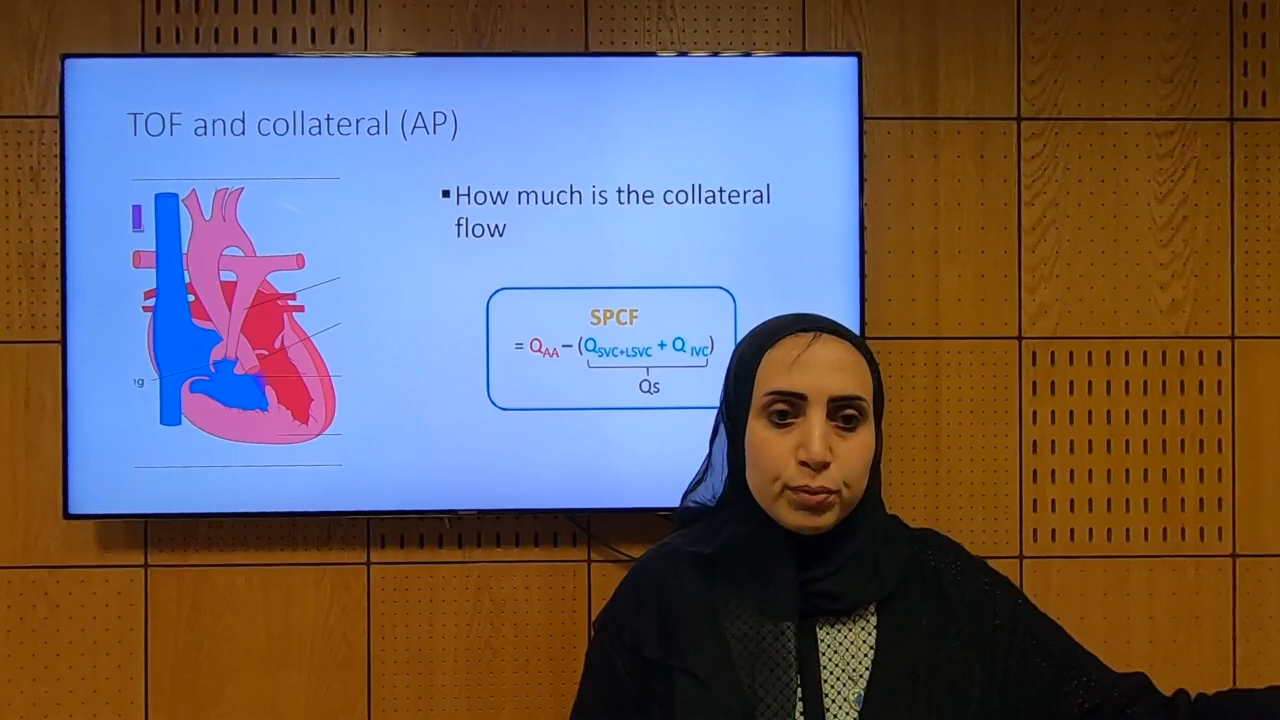 TOF and collateral (AP)
▪How much is the collateral
flow
SPCF
= QAA – (QSVC+LSVC + Q IVC)
Qs